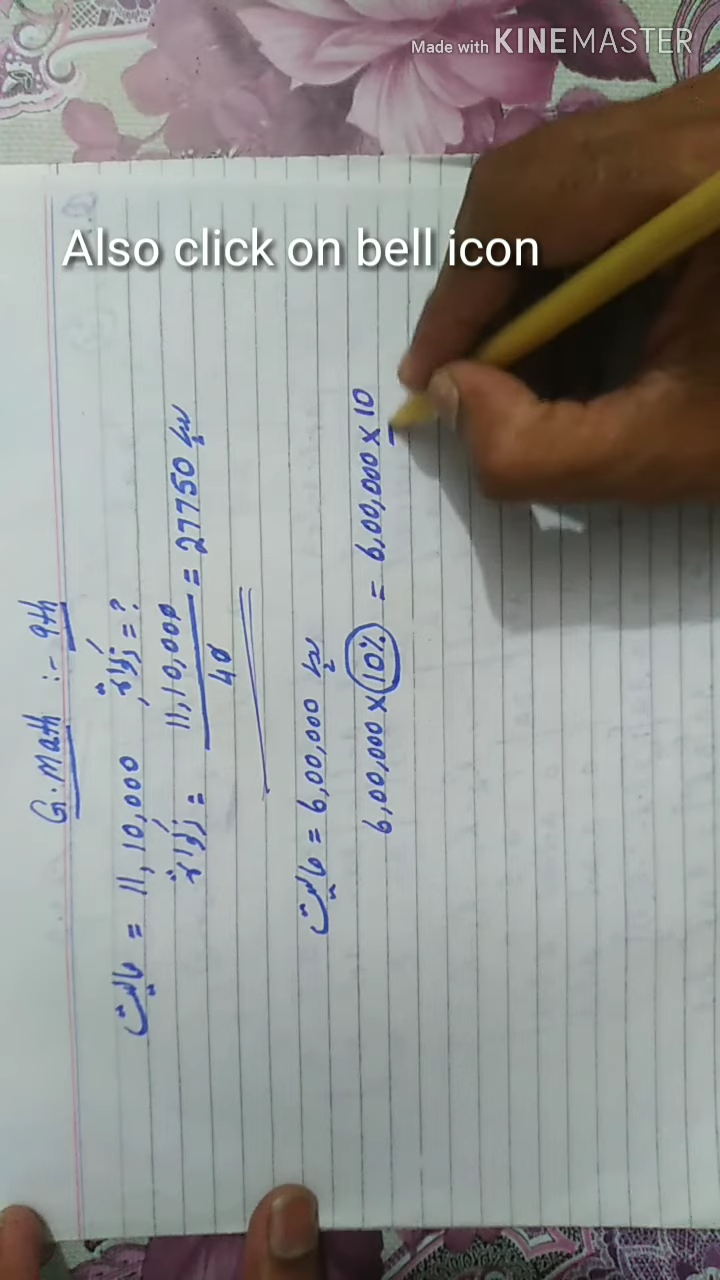 Made with KINEMASTER
Also click on bell icon
G. Math :- 9th
مالیت = 11,10,000 , زکوٰۃ = ?
زکوٰۃ = 11,10,000 / 40 = 27750 روپے
مالیت = 6,00,000 روپے
6,00,000 × 10% = 6,00,000 × 10